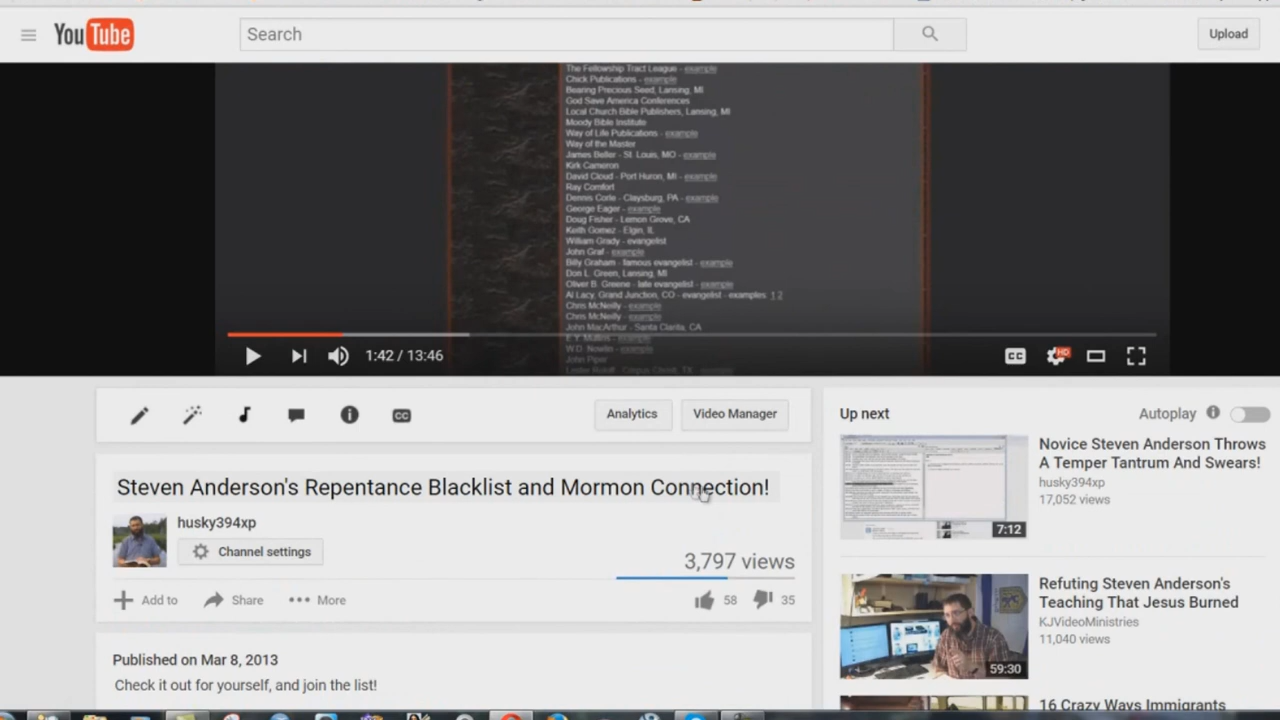 YouTube
Search
Upload
The Fellowship Tract League - example
Chick Publications - example
Bearing Precious Seed, Lansing, MI
God Save America Conferences
Local Church Bible Publishers, Lansing, MI
Moody Bible Institute
Way of Life Publications - example
Way of the Master
James Beller - St. Louis, MO - example
Kirk Cameron
David Cloud - Port Huron, MI - example
Ray Comfort
Dennis Corle - Claysburg, PA - example
George Eager - example
Doug Fisher - Lemon Grove, CA
Keith Gomez - Elgin, IL
William Grady - evangelist
John Graf - example
Billy Graham - famous evangelist - example
Don L. Green, Lansing, MI
Oliver B. Greene - late evangelist - example
Al Lacy, Grand Junction, CO - evangelist - examples 1 2
Chris McNeilly - example
Chris McNeilly - example
John MacArthur - Santa Clarita, CA
E.Y. Mullins - example
W.D. Nowlin - example
John Piper
1:42 / 13:46
CC
HD
Analytics
Video Manager
Steven Anderson's Repentance Blacklist and Mormon Connection!
husky394xp
Channel settings
3,797 views
Add to
Share
More
58
35
Published on Mar 8, 2013
Check it out for yourself, and join the list!
Up next
Autoplay
Novice Steven Anderson Throws
A Temper Tantrum And Swears!
husky394xp
17,052 views
7:12
Refuting Steven Anderson's
Teaching That Jesus Burned
KJVideoMinistries
11,040 views
59:30
16 Crazy Ways Immigrants